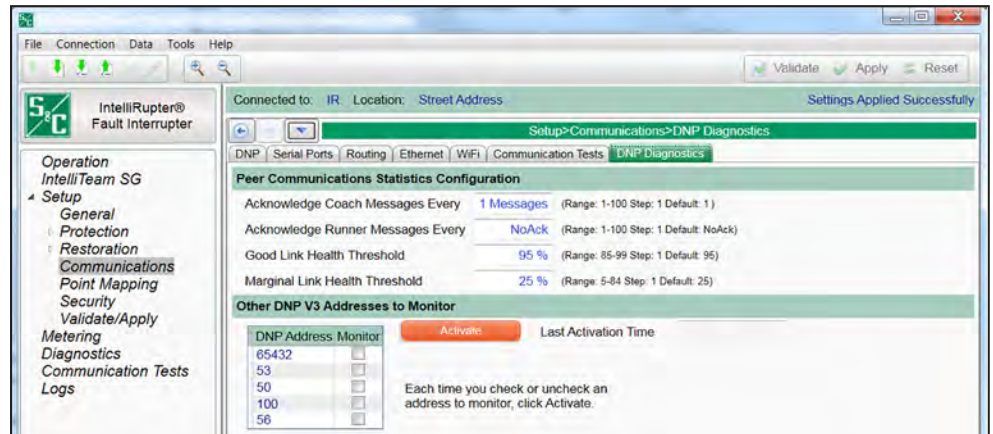 File Connection Data Tools Help
Validate Apply Reset
S&C
IntelliRupter®
Fault Interrupter
Connected to: IR Location: Street Address Settings Applied Successfully
Setup>Communications>DNP Diagnostics
DNP Serial Ports Routing Ethernet WiFi Communication Tests DNP Diagnostics
Operation
IntelliTeam SG
Setup
General
Protection
Restoration
Communications
Point Mapping
Security
Validate/Apply
Metering
Diagnostics
Communication Tests
Logs
Peer Communications Statistics Configuration
Acknowledge Coach Messages Every 1 Messages (Range: 1-100 Step: 1 Default: 1 )
Acknowledge Runner Messages Every NoAck (Range: 1-100 Step: 1 Default: NoAck)
Good Link Health Threshold 95 % (Range: 85-99 Step: 1 Default: 95)
Marginal Link Health Threshold 25 % (Range: 5-84 Step: 1 Default: 25)
Other DNP V3 Addresses to Monitor
DNP Address Monitor
65432
53
50
100
56
Activate Last Activation Time
Each time you check or uncheck an
address to monitor, click Activate.